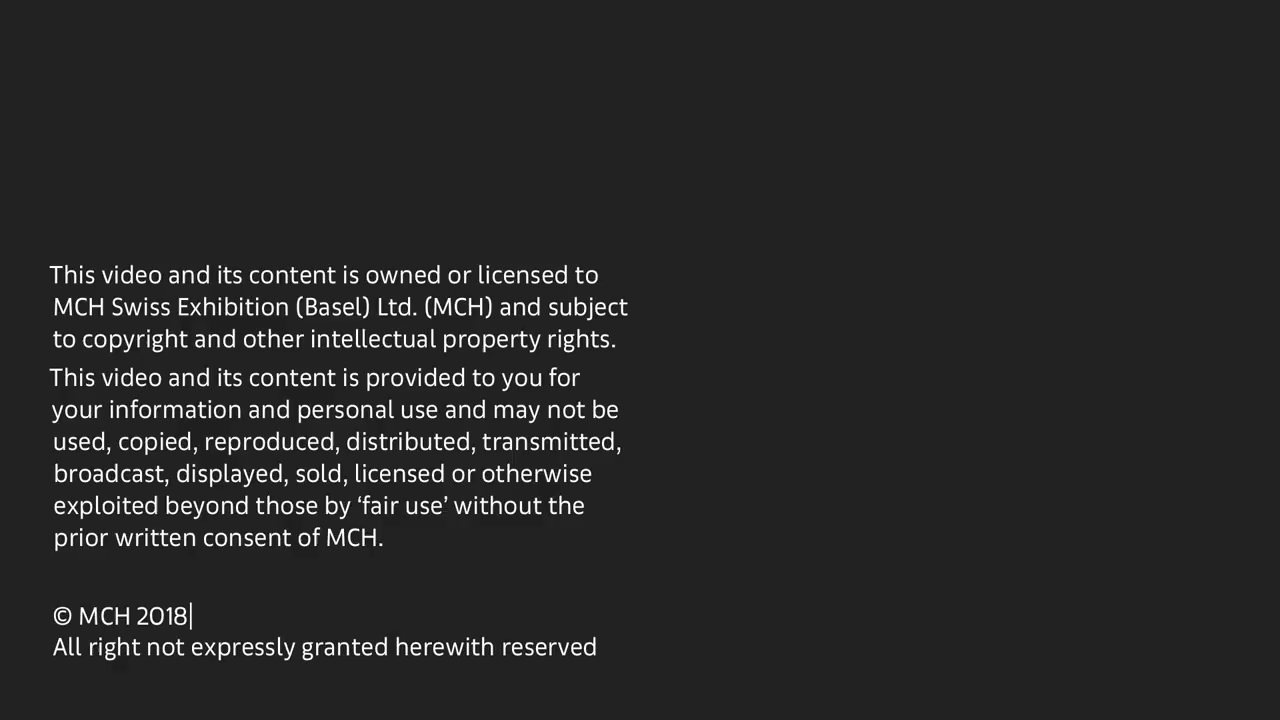 This video and its content is owned or licensed to
MCH Swiss Exhibition (Basel) Ltd. (MCH) and subject
to copyright and other intellectual property rights.
This video and its content is provided to you for
your information and personal use and may not be
used, copied, reproduced, distributed, transmitted,
broadcast, displayed, sold, licensed or otherwise
exploited beyond those by ‘fair use’ without the
prior written consent of MCH.
© MCH 2018|
All right not expressly granted herewith reserved